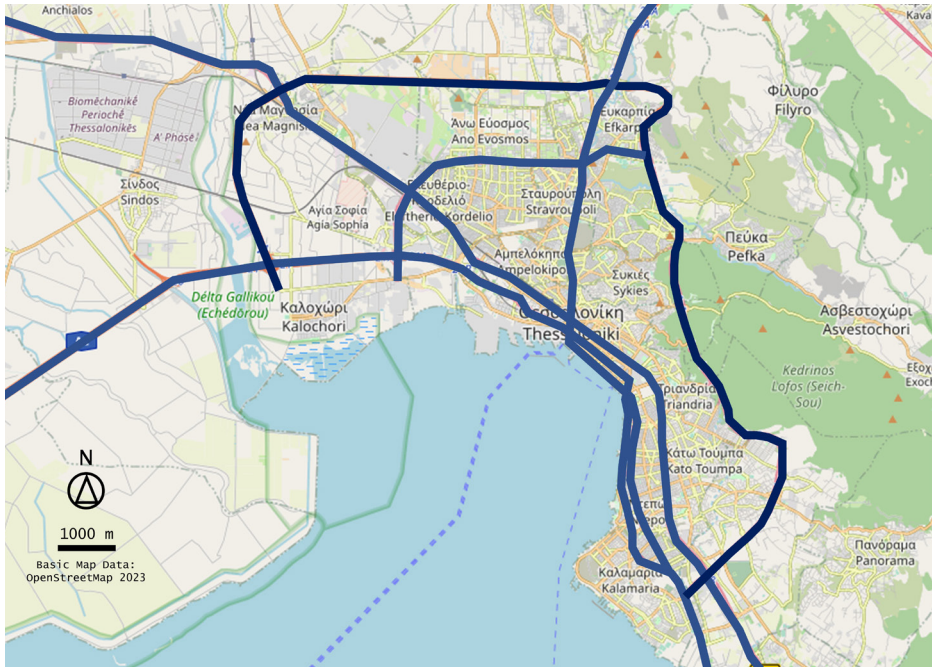 Anchialos
Kava
Φίλυρο
Filyro
Biomēchanikē
Periochē
Thessalonikēs
A' Phasē
Νέα Μαγνησία
Nea Magnisia
Άνω Εύοσμος
Ano Evosmos
Ευκαρπία
Efkarpia
Σίνδος
Sindos
Ελευθέριο-
Κορδελιό
Eleftherio Kordelio
Σταυρούπολη
Stavroupoli
Αγία Σοφία
Agia Sophia
Πεύκα
Pefka
Αμπελόκηποι
Ampelokipoi
Συκιές
Sykies
Délta Gallikoú
(Echédōrou)
Καλοχώρι
Kalochori
Θεσσαλονίκη
Thessaloniki
Ασβεστοχώρι
Asvestochori
Kedrinos
Lofos (Seich-
Sou)
Εξοχ
Exoch
Τριανδρία
Triandria
Κάτω Τούμπα
Kato Toumpa
N
1000 m
Basic Map Data:
OpenStreetMap 2023
Καλαμαριά
Kalamaria
Πανόραμα
Panorama